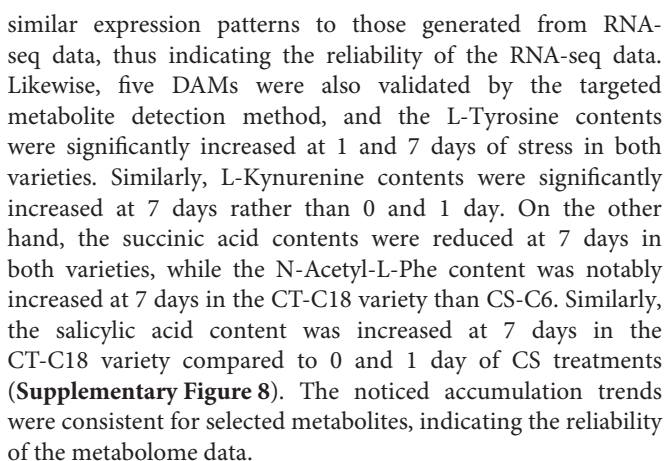 similar expression patterns to those generated from RNA-
seq data, thus indicating the reliability of the RNA-seq data.
Likewise, five DAMs were also validated by the targeted
metabolite detection method, and the L-Tyrosine contents
were significantly increased at 1 and 7 days of stress in both
varieties. Similarly, L-Kynurenine contents were significantly
increased at 7 days rather than 0 and 1 day. On the other
hand, the succinic acid contents were reduced at 7 days in
both varieties, while the N-Acetyl-L-Phe content was notably
increased at 7 days in the CT-C18 variety than CS-C6. Similarly,
the salicylic acid content was increased at 7 days in the
CT-C18 variety compared to 0 and 1 day of CS treatments
(Supplementary Figure 8). The noticed accumulation trends
were consistent for selected metabolites, indicating the reliability
of the metabolome data.